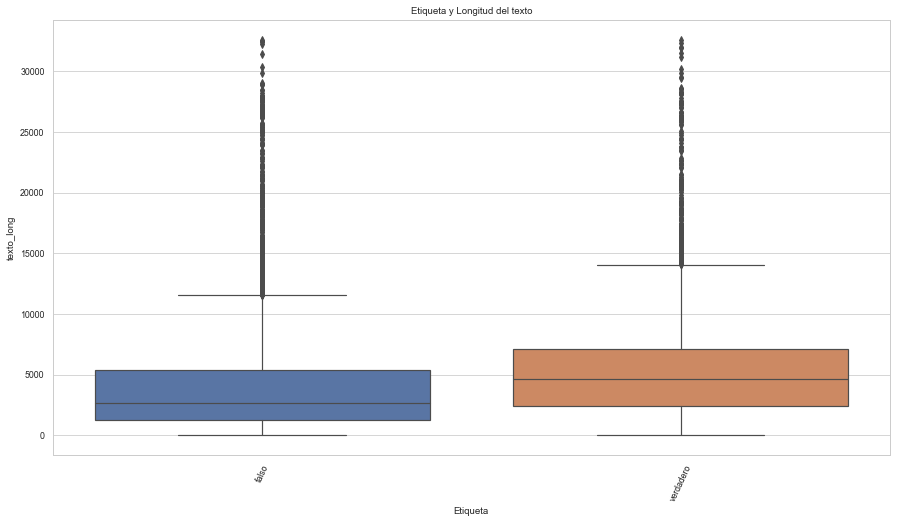 Etiqueta y Longitud del texto
30000
25000
20000
15000
10000
5000
0
texto_long
falso
verdadero
Etiqueta